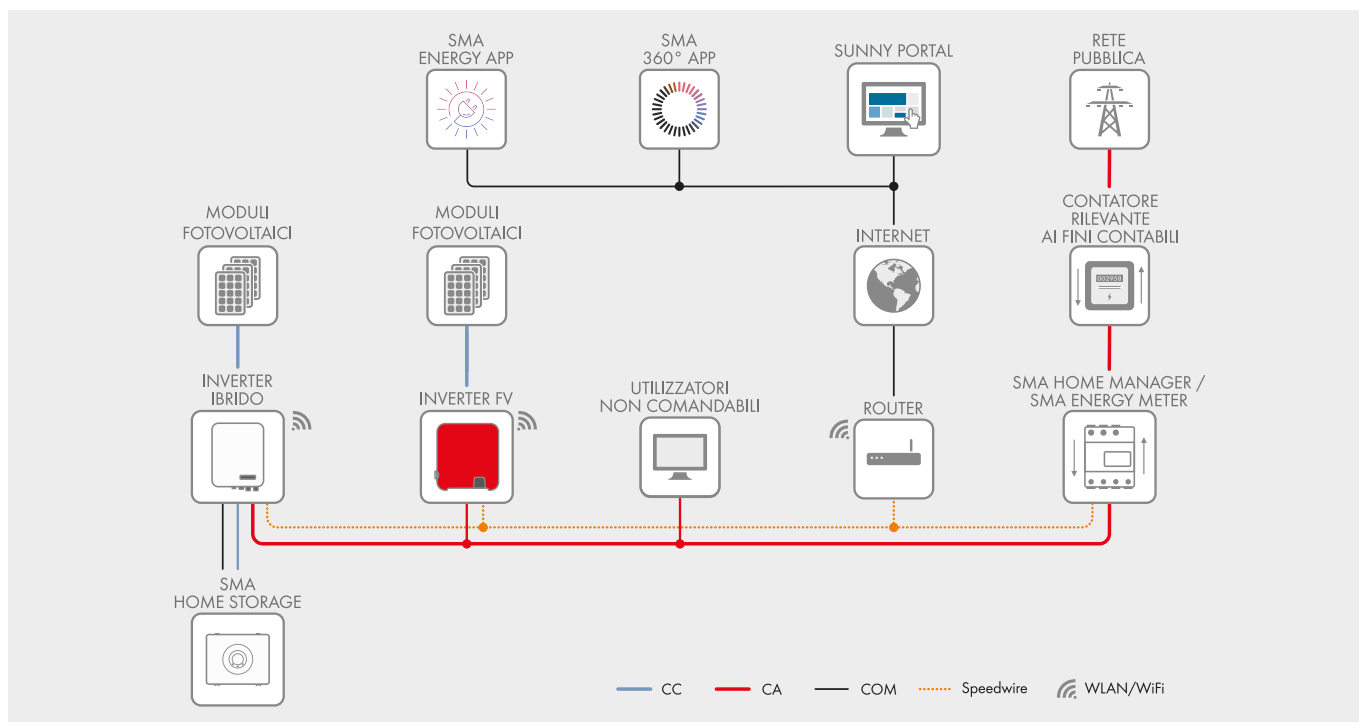 SMA
ENERGY APP
SMA
360° APP
SUNNY PORTAL
RETE
PUBBLICA
MODULI
FOTOVOLTAICI
MODULI
FOTOVOLTAICI
INTERNET
CONTATORE
RILEVANTE
AI FINI CONTABILI
002938
INVERTER
IBRIDO
INVERTER FV
UTILIZZATORI
NON COMANDABILI
ROUTER
SMA HOME MANAGER /
SMA ENERGY METER
SMA
HOME STORAGE
CC
CA
COM
Speedwire
WLAN/WiFi